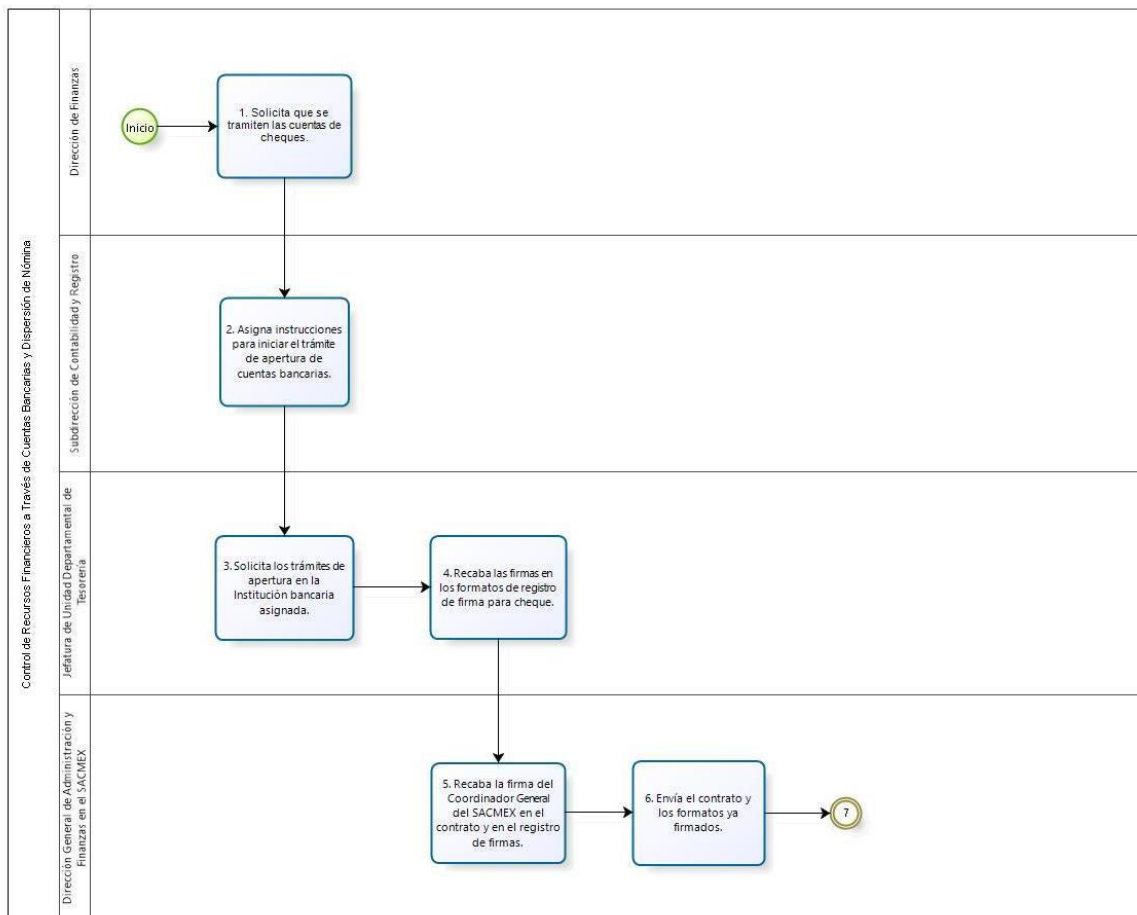 Control de Recursos Financieros a Través de Cuentas Bancarias y Dispersión de Nómina
Dirección de Finanzas
Inicio
1. Solicita que se
tramiten las cuentas de
cheques.
Subdirección de Contabilidad y Registro
2. Asigna instrucciones
para iniciar el trámite
de apertura de
cuentas bancarias.
Jefatura de Unidad Departamental de
Tesorería
3. Solicita los trámites de
apertura en la
Institución bancaria
asignada.
4. Recaba las firmas en
los formatos de registro
de firma para cheque.
Dirección General de Administración y
Finanzas en el SACMEX
5. Recaba la firma del
Coordinador General
del SACMEX en el
contrato y en el registro
de firmas.
6. Envía el contrato y
los formatos ya
firmados.
7